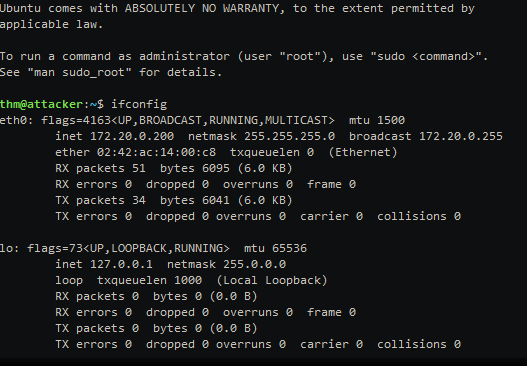 Ubuntu comes with ABSOLUTELY NO WARRANTY, to the extent permitted by
applicable law.
To run a command as administrator (user "root"), use "sudo <command>".
See "man sudo_root" for details.
thm@attacker:~$ ifconfig
eth0: flags=4163<UP,BROADCAST,RUNNING,MULTICAST>  mtu 1500
        inet 172.20.0.200  netmask 255.255.255.0  broadcast 172.20.0.255
        ether 02:42:ac:14:00:c8  txqueuelen 0  (Ethernet)
        RX packets 51  bytes 6095 (6.0 KB)
        RX errors 0  dropped 0  overruns 0  frame 0
        TX packets 34  bytes 6041 (6.0 KB)
        TX errors 0  dropped 0 overruns 0  carrier 0  collisions 0
lo: flags=73<UP,LOOPBACK,RUNNING>  mtu 65536
        inet 127.0.0.1  netmask 255.0.0.0
        loop  txqueuelen 1000  (Local Loopback)
        RX packets 0  bytes 0 (0.0 B)
        RX errors 0  dropped 0  overruns 0  frame 0
        TX packets 0  bytes 0 (0.0 B)
        TX errors 0  dropped 0 overruns 0  carrier 0  collisions 0